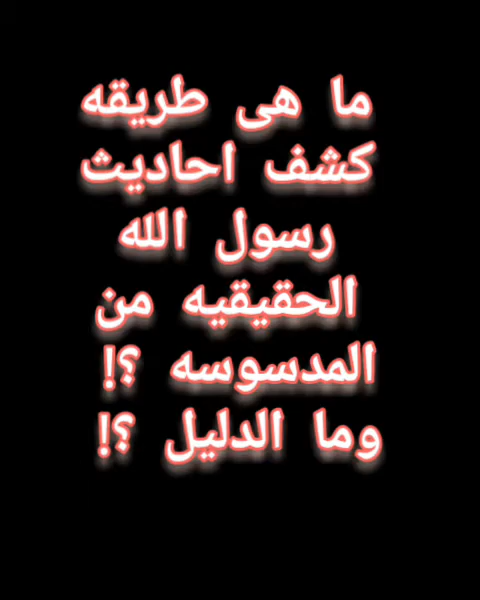 ما هى طريقه
كشف احاديث
رسول الله
الحقيقيه من
المدسوسه ؟!
وما الدليل ؟!